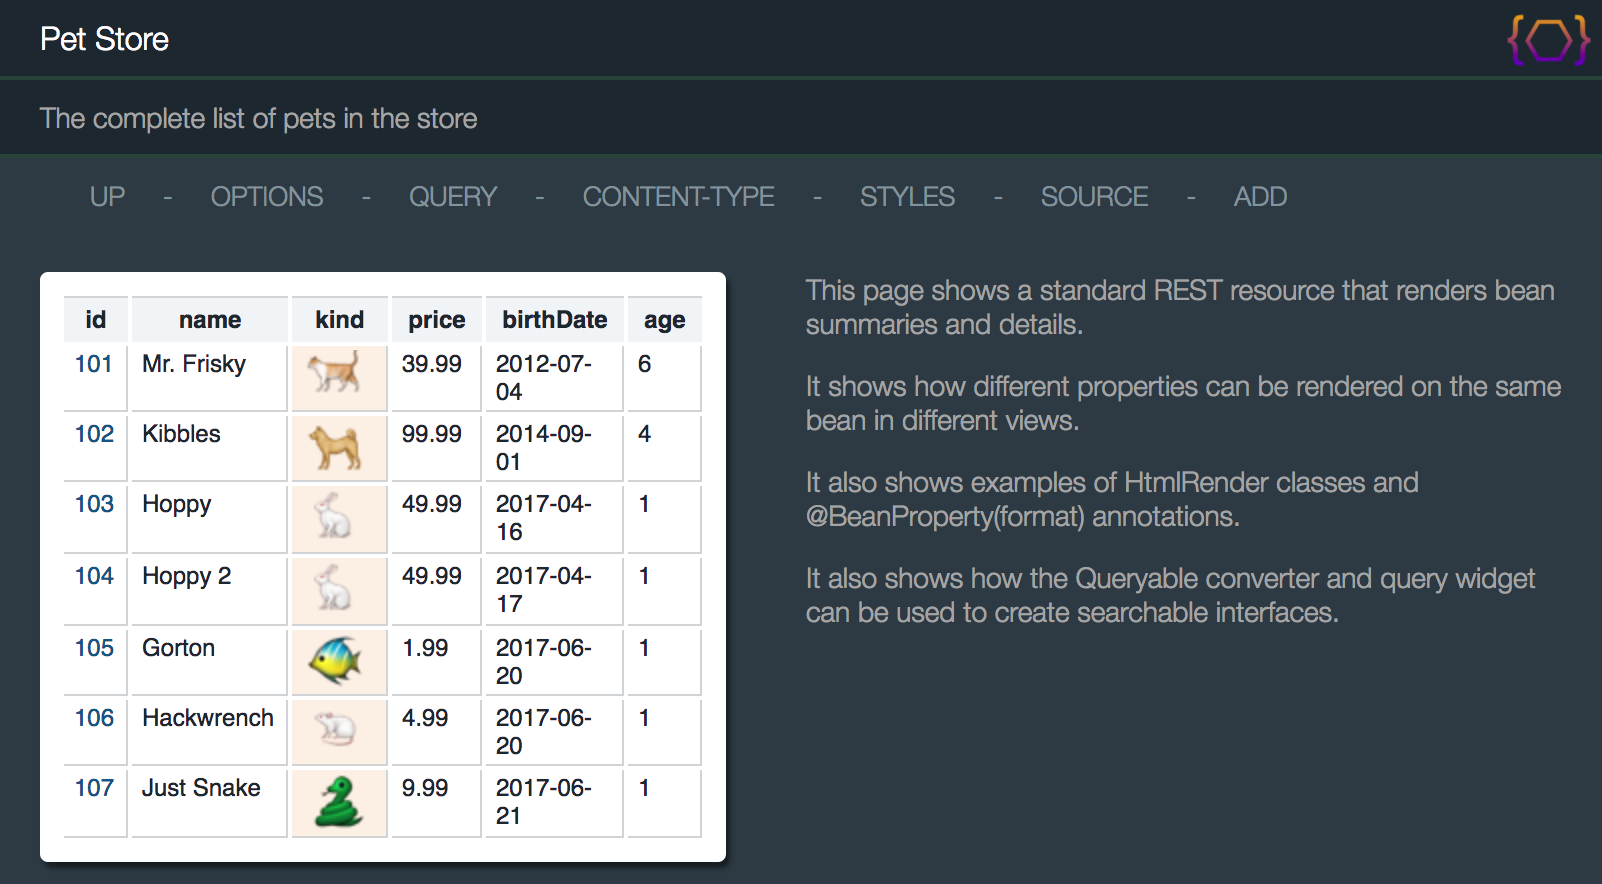 Pet Store
The complete list of pets in the store
UP - OPTIONS - QUERY - CONTENT-TYPE - STYLES - SOURCE - ADD
id name kind price birthDate age
101 Mr. Frisky 39.99 2012-07- 6
04
102 Kibbles 99.99 2014-09- 4
01
103 Hoppy 49.99 2017-04- 1
16
104 Hoppy 2 49.99 2017-04- 1
17
105 Gorton 1.99 2017-06- 1
20
106 Hackwrench 4.99 2017-06- 1
20
107 Just Snake 9.99 2017-06- 1
21
This page shows a standard REST resource that renders bean
summaries and details.
It shows how different properties can be rendered on the same
bean in different views.
It also shows examples of HtmlRender classes and
@BeanProperty(format) annotations.
It also shows how the Queryable converter and query widget
can be used to create searchable interfaces.